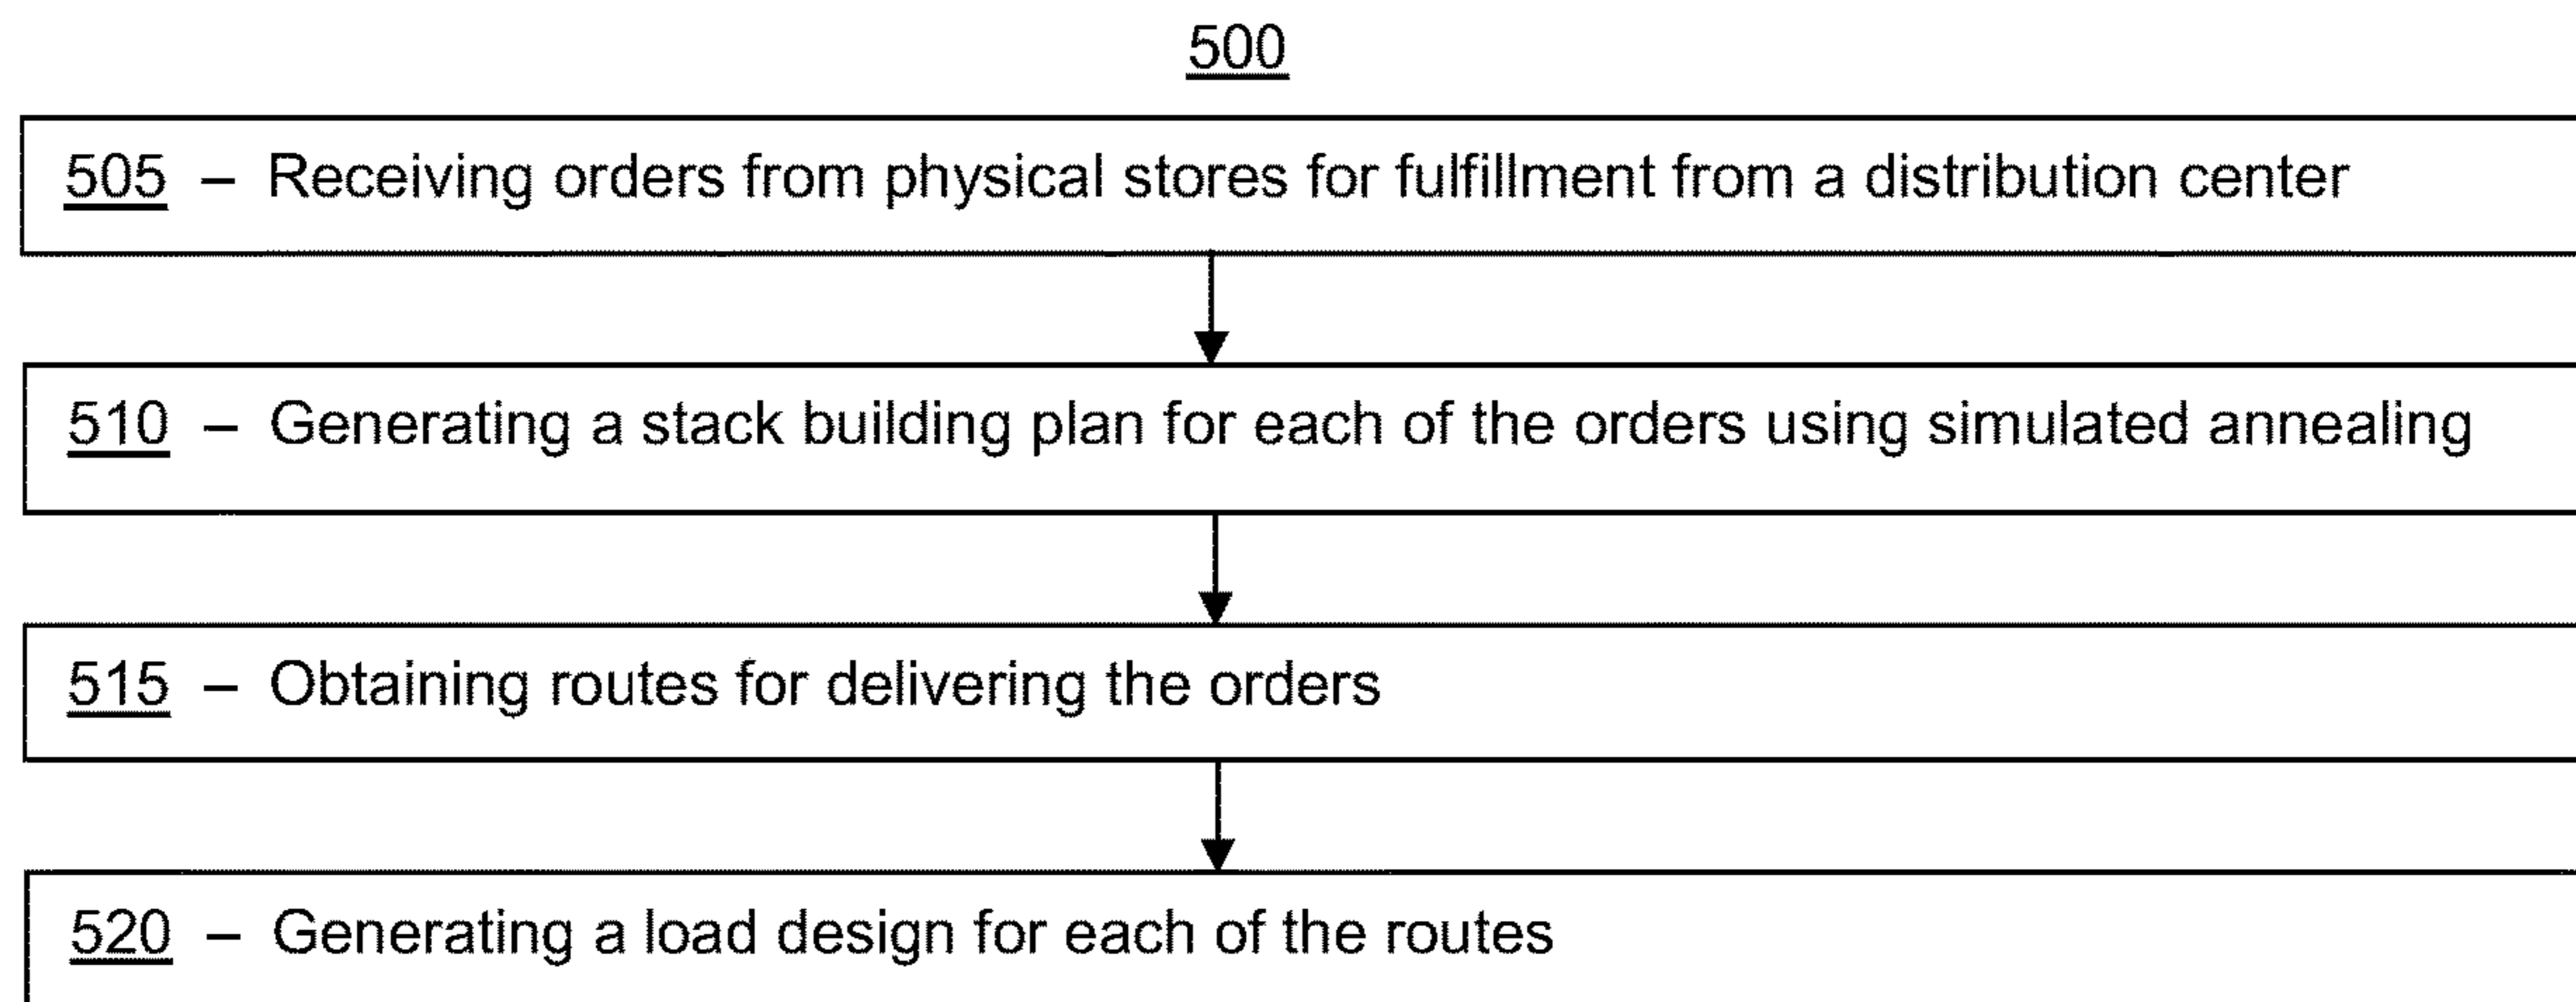 500
505 – Receiving orders from physical stores for fulfillment from a distribution center
510 – Generating a stack building plan for each of the orders using simulated annealing
515 – Obtaining routes for delivering the orders
520 – Generating a load design for each of the routes